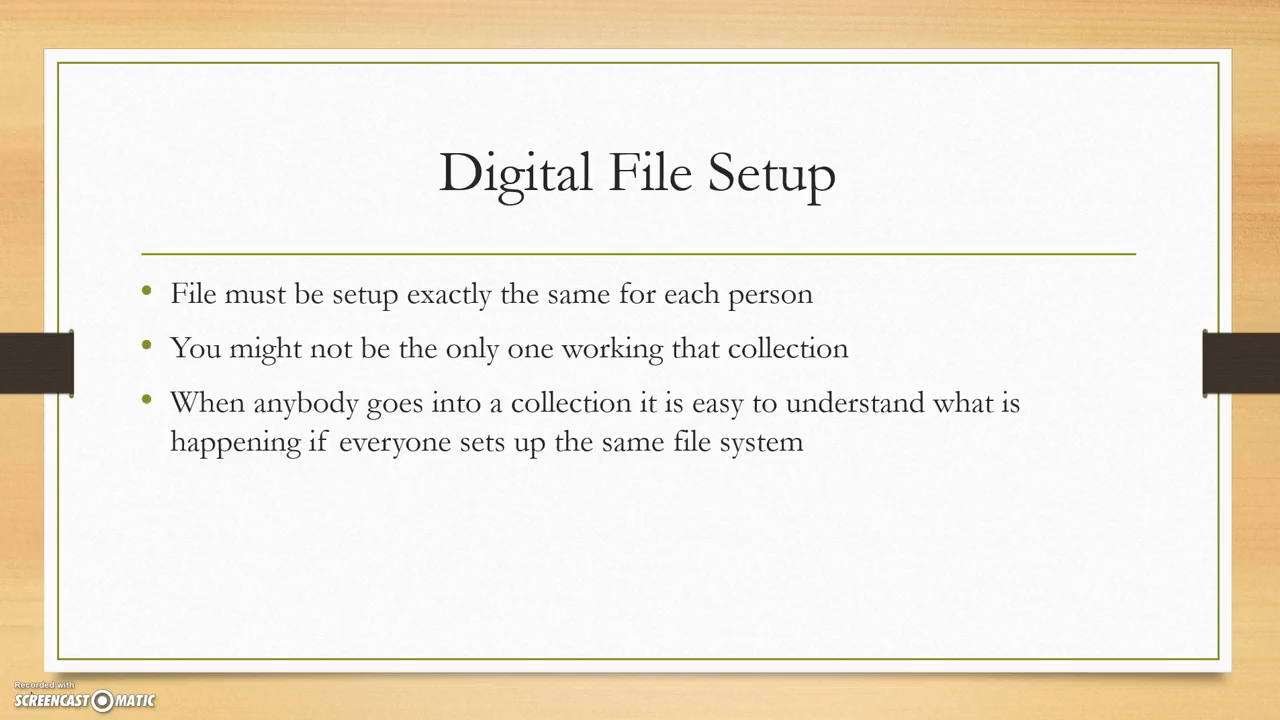 Digital File Setup
• File must be setup exactly the same for each person
• You might not be the only one working that collection
• When anybody goes into a collection it is easy to understand what is
happening if everyone sets up the same file system
Recorded with
SCREENCAST MATIC